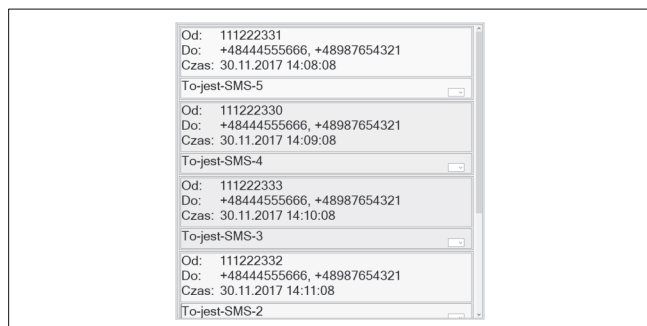 Od: 111222331
Do: +48444555666, +48987654321
Czas: 30.11.2017 14:08:08
To-jest-SMS-5
Od: 111222330
Do: +48444555666, +48987654321
Czas: 30.11.2017 14:09:08
To-jest-SMS-4
Od: 111222333
Do: +48444555666, +48987654321
Czas: 30.11.2017 14:10:08
To-jest-SMS-3
Od: 111222332
Do: +48444555666, +48987654321
Czas: 30.11.2017 14:11:08
To-jest-SMS-2